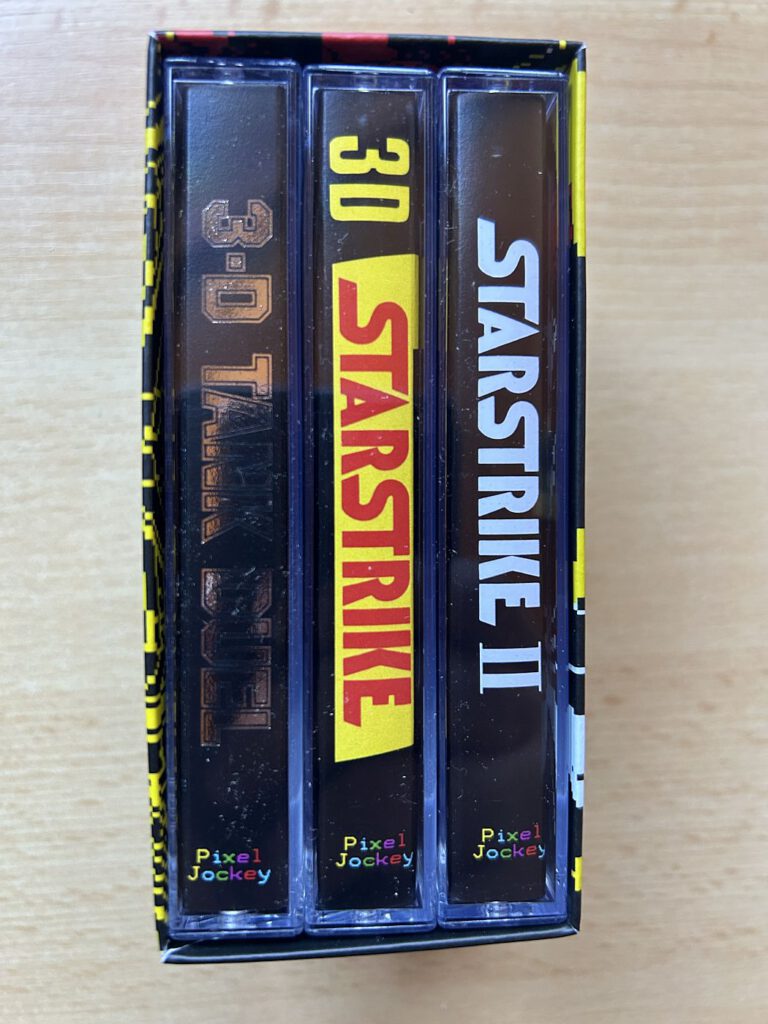 3-D TANK DUEL
Pixel
Jockey
3D STARSTRIKE
Pixel
Jockey
STARSTRIKE II
Pixel
Jockey